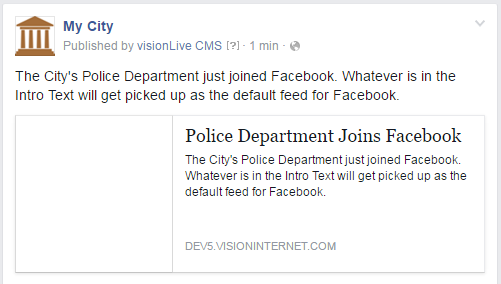 My City
Published by visionLive CMS [?] · 1 min ·
The City's Police Department just joined Facebook. Whatever is in the
Intro Text will get picked up as the default feed for Facebook.
Police Department Joins Facebook
The City's Police Department just joined Facebook.
Whatever is in the Intro Text will get picked up as the
default feed for Facebook.
DEV5.VISIONINTERNET.COM